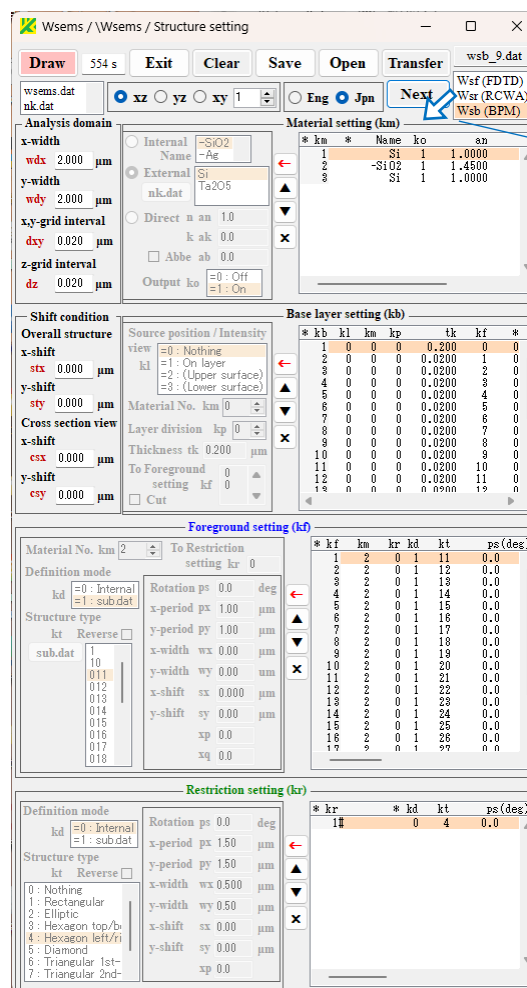 Wsems / \Wsems / Structure setting
Draw 554 s Exit Clear Save Open Transfer wsb_9.dat
wsems.dat
nk.dat
xz yz xy 1 Eng Jpn Next
Wsf (FDTD)
Wsr (RCWA)
Wsb (BPM)
Analysis domain
x-width
wdx 2.000 μm
y-width
wdy 2.000 μm
x,y-grid interval
dxy 0.020 μm
z-grid interval
dz 0.020 μm
Material setting (km)
Internal Name
-SiO2
-Ag
External
nk.dat
Si
Ta2O5
Direct n an 1.0
k ak 0.0
Abbe ab 0.0
Output ko
=0 : Off
=1 : On
* km * Name ko an
1 Si 1 1.0000
2 -SiO2 1 1.4500
3 Si 1 1.0000
Shift condition
Overall structure
x-shift
stx 0.000 μm
y-shift
sty 0.000 μm
Cross section view
x-shift
csx 0.000 μm
y-shift
csy 0.000 μm
Base layer setting (kb)
Source position / Intensity
view kl
=0 : Nothing
=1 : On layer
=2 : (Upper surface)
=3 : (Lower surface)
Material No. km 0
Layer division kp 0
Thickness tk 0.200 μm
To Foreground setting kf 0
0
Cut
* kb kl km kp tk kf *
1 0 0 0 0.200 0 0
2 0 0 0 0.0200 1 0
3 0 0 0 0.0200 2 0
4 0 0 0 0.0200 3 0
5 0 0 0 0.0200 4 0
6 0 0 0 0.0200 5 0
7 0 0 0 0.0200 6 0
8 0 0 0 0.0200 7 0
9 0 0 0 0.0200 8 0
10 0 0 0 0.0200 9 0
11 0 0 0 0.0200 10 0
12 0 0 0 0.0200 11 0
13 0 0 0 0.0200 12 0
Foreground setting (kf)
Material No. km 2 To Restriction setting kr 0
Definition mode
kd
=0 : Internal
=1 : sub.dat
Structure type
kt Reverse
sub.dat
1
10
011
012
013
014
015
016
017
018
Rotation ps 0.0 deg
x-period px 1.00 μm
y-period py 1.00 μm
x-width wx 0.00 μm
y-width wy 0.00 um
x-shift sx 0.000 μm
y-shift sy 0.00 μm
xp 0.0
xq 0.0
* kf km kr kd kt ps(deg)
1 2 0 1 11 0.0
2 2 0 1 12 0.0
3 2 0 1 13 0.0
4 2 0 1 14 0.0
5 2 0 1 15 0.0
6 2 0 1 16 0.0
7 2 0 1 17 0.0
8 2 0 1 18 0.0
9 2 0 1 19 0.0
10 2 0 1 20 0.0
11 2 0 1 21 0.0
12 2 0 1 22 0.0
13 2 0 1 23 0.0
14 2 0 1 24 0.0
15 2 0 1 25 0.0
16 2 0 1 26 0.0
17 2 0 1 27 0.0
Restriction setting (kr)
Definition mode
kd
=0 : Internal
=1 : sub.dat
Structure type
kt Reverse
0 : Nothing
1 : Rectangular
2 : Elliptic
3 : Hexagon top/b
4 : Hexagon left/ri
5 : Diamond
6 : Triangular 1st-
7 : Triangular 2nd-
Rotation ps 0.0 deg
x-period px 1.50 μm
y-period py 1.50 μm
x-width wx 0.500 μm
y-width wy 0.50 μm
x-shift sx 0.00 μm
y-shift sy 0.00 μm
xp 0.0
* kr * kd kt ps(deg)
1# 0 4 0.0